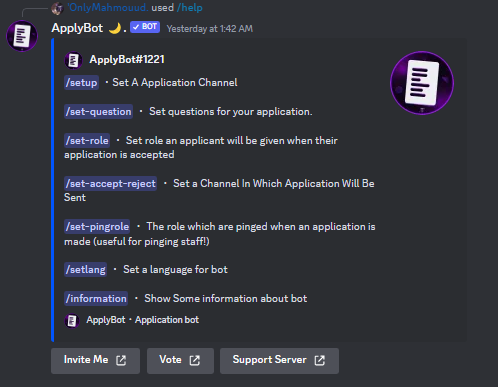 'OnlyMahmouud used /help
ApplyBot 🌙 . ✓ BOT Yesterday at 1:42 AM
ApplyBot#1221
/setup • Set A Application Channel
/set-question • Set questions for your application.
/set-role • Set role an applicant will be given when their
application is accepted
/set-accept-reject • Set a Channel In Which Application Will Be
Sent
/set-pingrole • The role which are pinged when an application is
made (useful for pinging staff!)
/setlang • Set a language for bot
/information • Show Some information about bot
ApplyBot • Application bot
Invite Me
Vote
Support Server